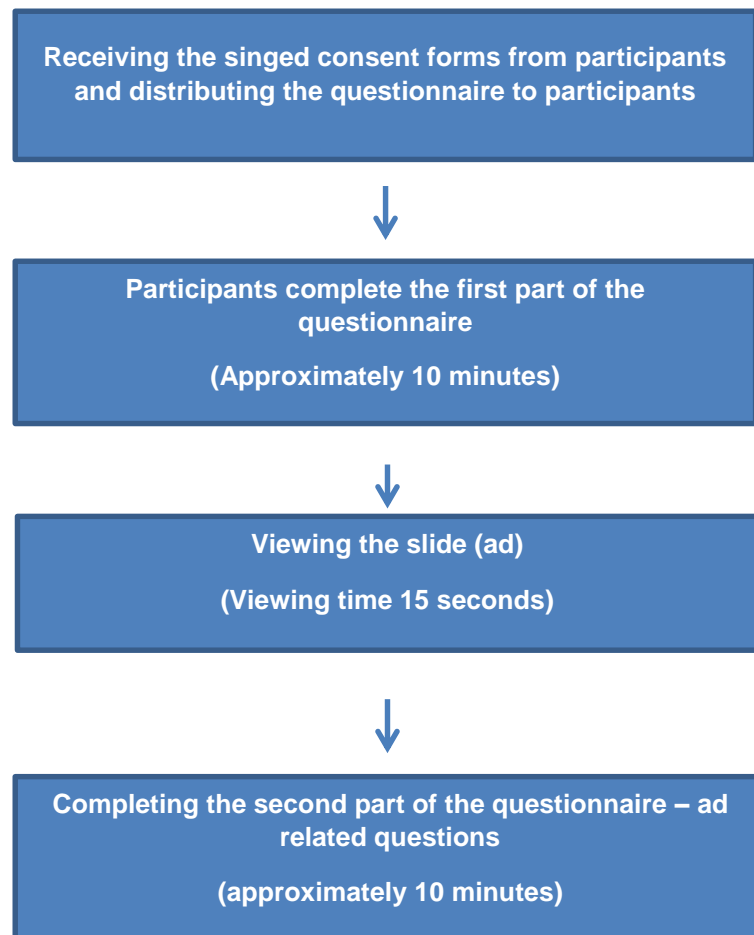 Receiving the singed consent forms from participants
and distributing the questionnaire to participants
Participants complete the first part of the
questionnaire
(Approximately 10 minutes)
Viewing the slide (ad)
(Viewing time 15 seconds)
Completing the second part of the questionnaire – ad
related questions
(approximately 10 minutes)